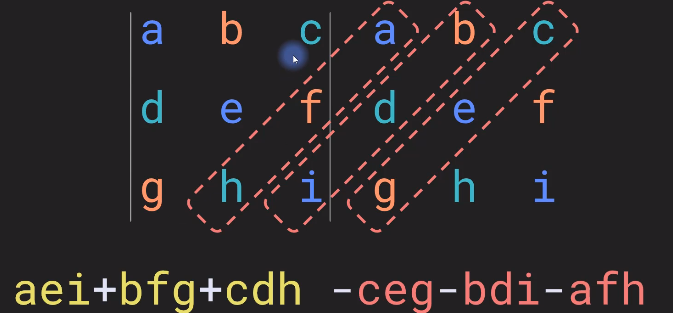 a b c a b c
d e f d e f
g h i g h i
aei+bfg+cdh -ceg-bdi-afh